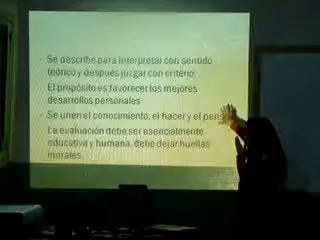 Se describe para interpretar con sentido
teórico y después juzgar con criterio.
El propósito es favorecer los mejores
desarrollos personales
Se unen el conocimiento, el hacer y el
La evaluación debe ser esencialmente
educativa y humana, debe dejar huellas
morales.